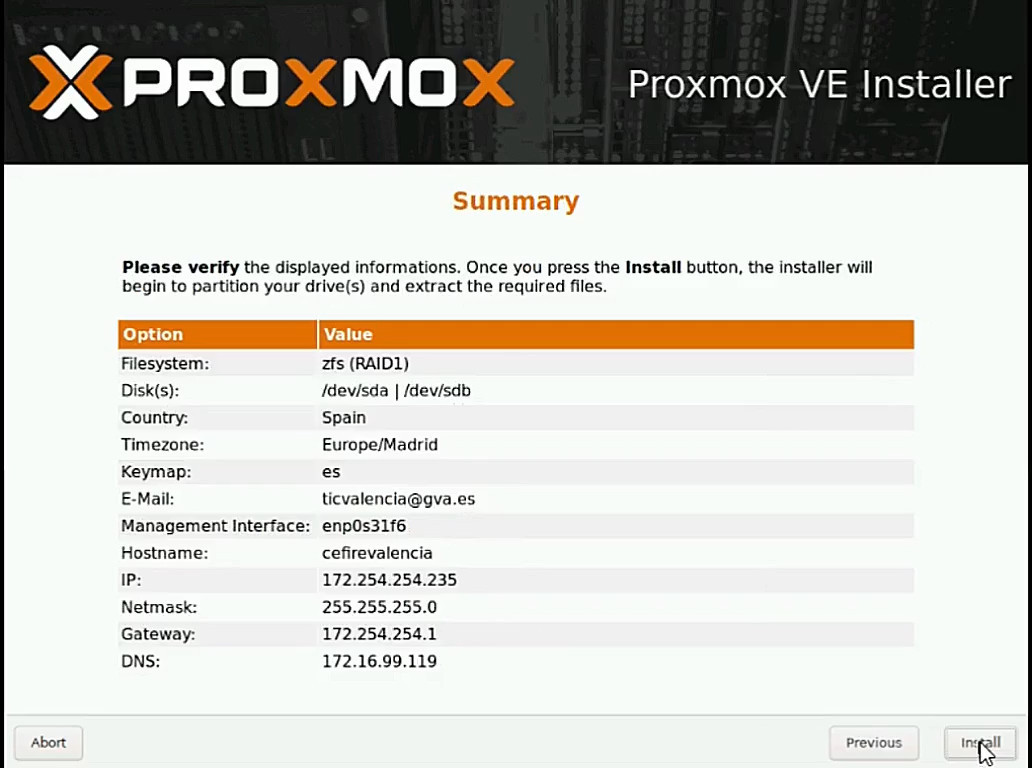 PROXMOX
Proxmox VE Installer
Summary
Please verify the displayed informations. Once you press the Install button, the installer will
begin to partition your drive(s) and extract the required files.
Option Value
Filesystem: zfs (RAID1)
Disk(s): /dev/sda | /dev/sdb
Country: Spain
Timezone: Europe/Madrid
Keymap: es
E-Mail: ticvalencia@gva.es
Management Interface: enp0s31f6
Hostname: cefirevalencia
IP: 172.254.254.235
Netmask: 255.255.255.0
Gateway: 172.254.254.1
DNS: 172.16.99.119
Abort Previous Install